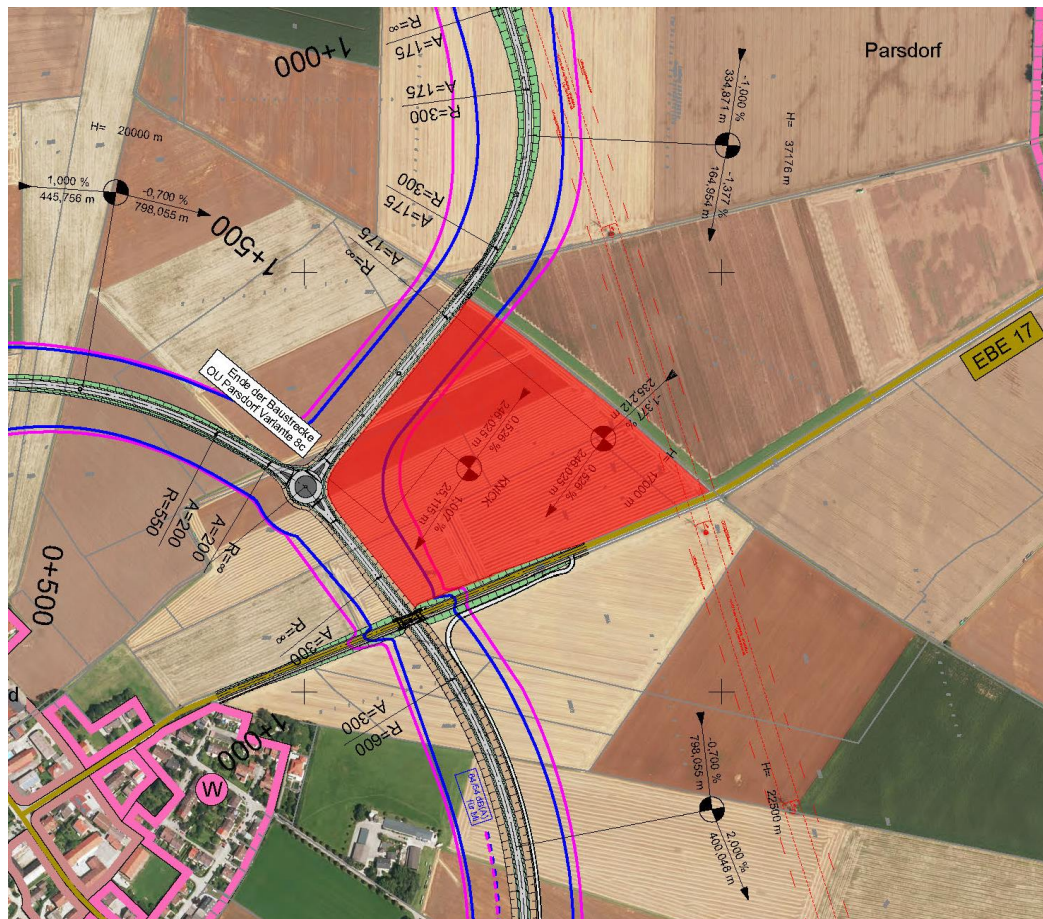 1+000
R=∞
A=175
A=175
R=300
Parsdorf
-1,000 %
334,871 m
H= 37176 m
-1,377 %
164,954 m
H= 20000 m
1,000 %
445,756 m
-0,700 %
798,055 m
R=300
A=175
1+500
A=175
R=∞
EBE 17
Ende der Baustrecke
OU Parsdorf Variante 8c
235,212 m
-1,377 %
0,526 %
246,025 m
H= 17000 m
0,526 %
246,025 m
KNICK
1,007 %
25,115 m
R=550
A=200
A=200
R=∞
0+500
R=∞
A=300
A=300
R=600
1+000
d
W
-0,700 %
798,055 m
H= 22500 m
2,000 %
400,046 m